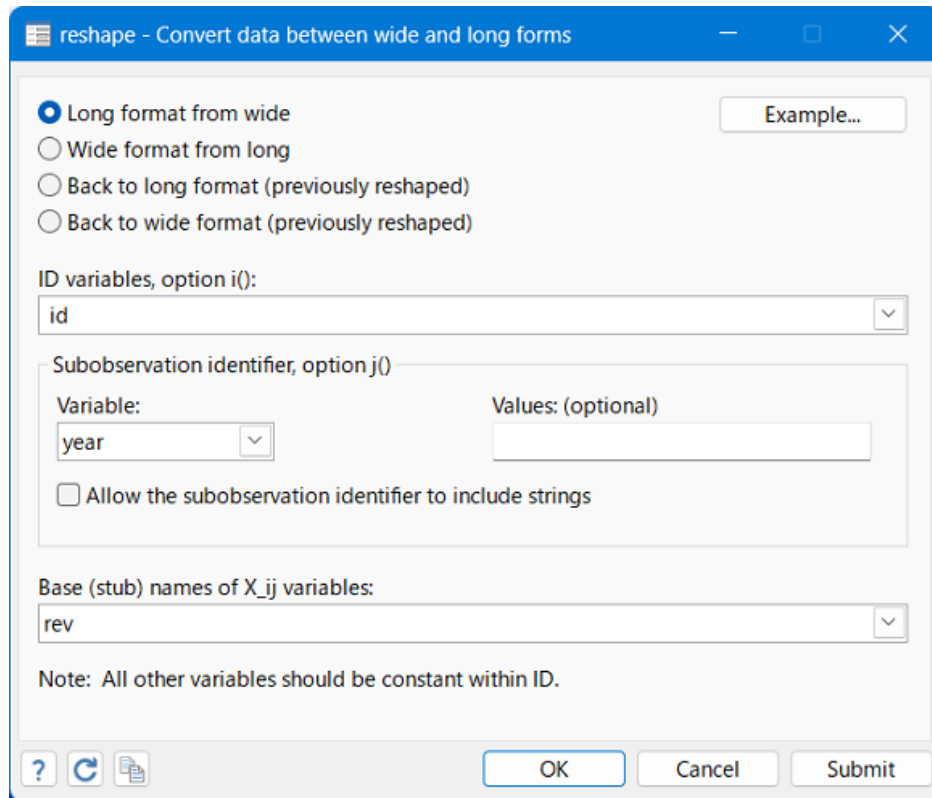 reshape - Convert data between wide and long forms
Long format from wide
Example...
Wide format from long
Back to long format (previously reshaped)
Back to wide format (previously reshaped)
ID variables, option i():
id
Subobservation identifier, option j()
Variable: Values: (optional)
year
Allow the subobservation identifier to include strings
Base (stub) names of X_ij variables:
rev
Note: All other variables should be constant within ID.
? OK Cancel Submit